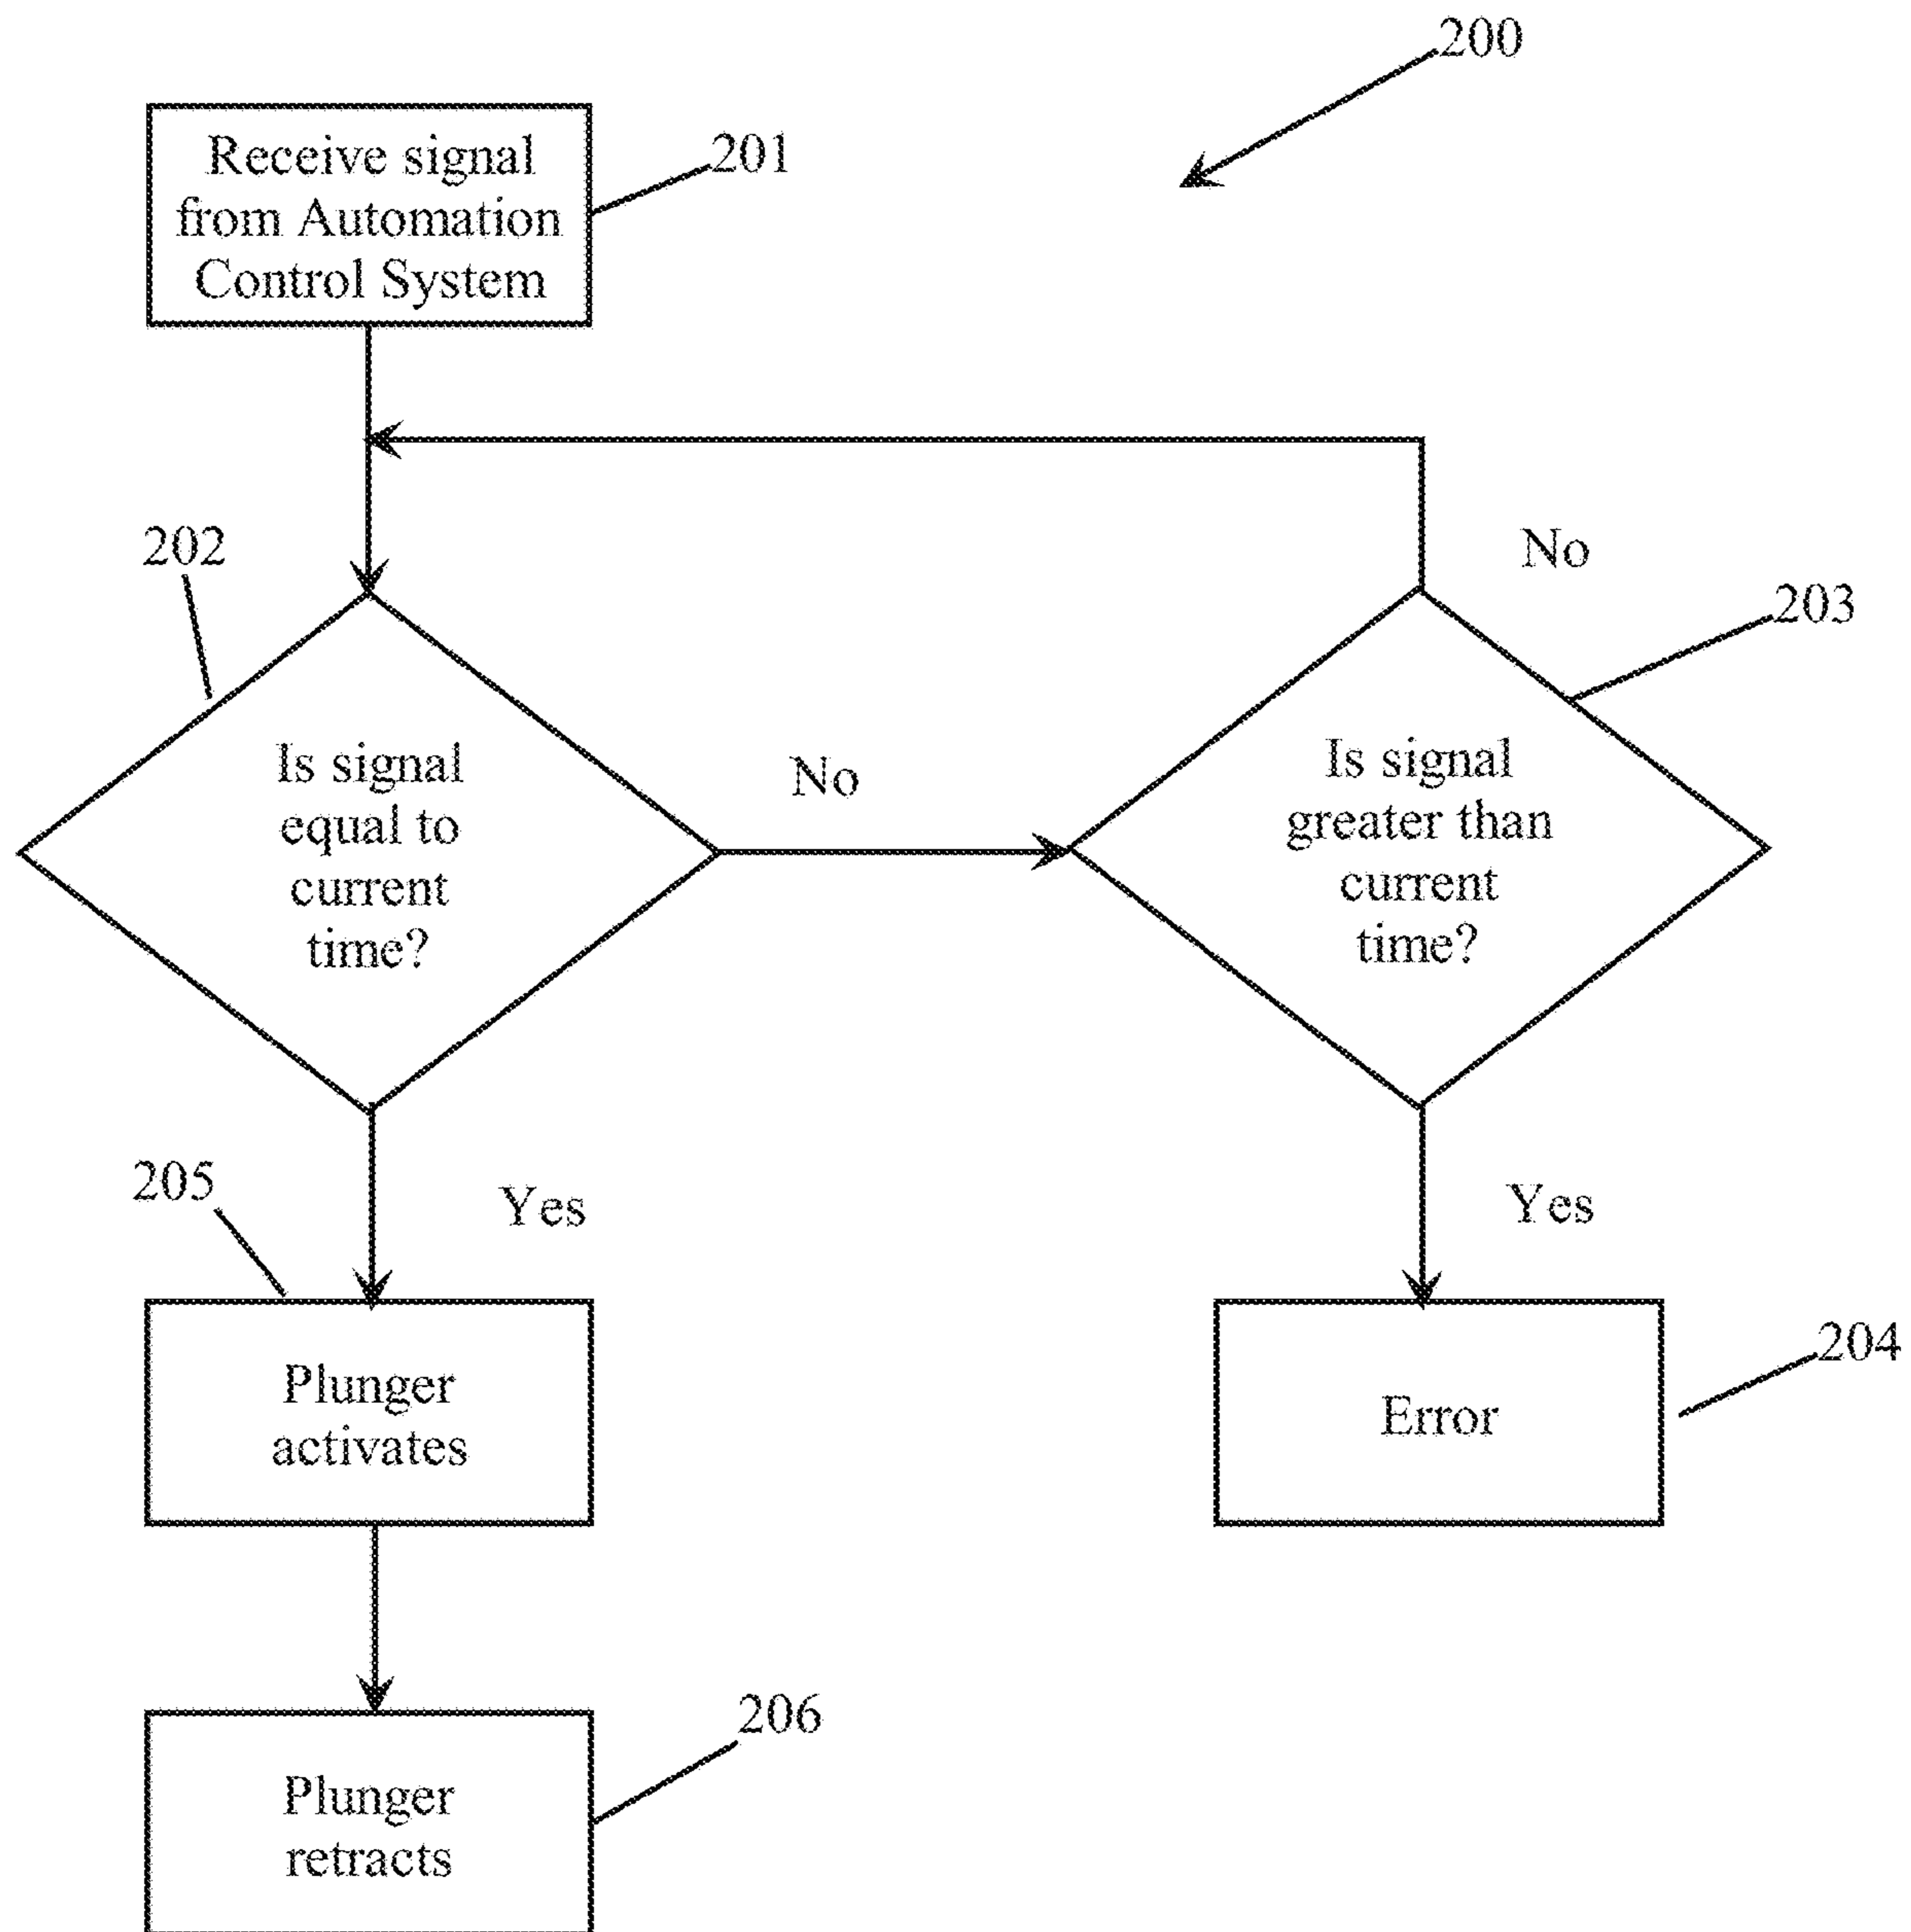 200
Receive signal
from Automation
Control System
201
202
No
203
Is signal
equal to
current
time?
No
Is signal
greater than
current
time?
205
Yes
Yes
Plunger
activates
Error
204
206
Plunger
retracts